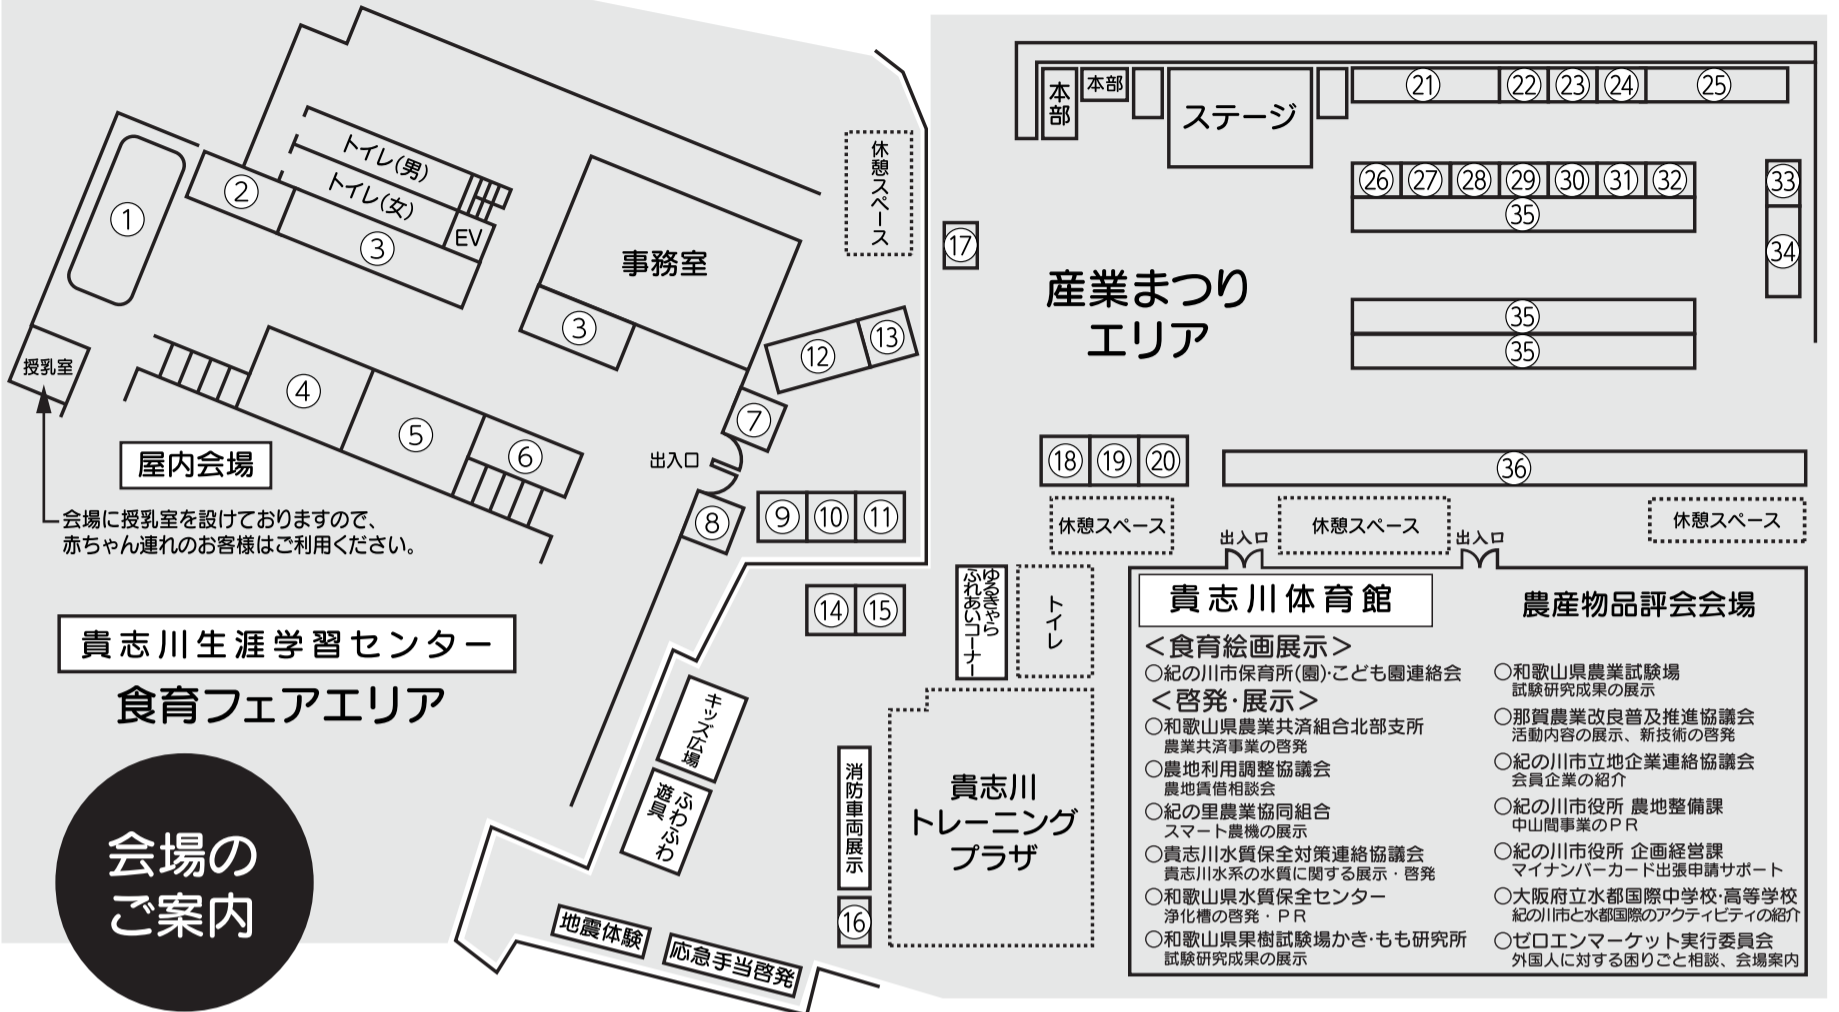 ①
②
③
トイレ(男)
トイレ(女)
EV
事務室
③
授乳室
④
⑤
⑥
屋内会場
会場に授乳室を設けておりますので、
赤ちゃん連れのお客様はご利用ください。
出入口
⑦
⑧
⑨
⑩
⑪
⑫
⑬
休憩スペース
貴志川生涯学習センター
食育フェアエリア
会場の
ご案内
⑭
⑮
キッズ広場
ふわふわ
遊具
地震体験
応急手当啓発
消防車両展示
⑯
ゆるきゃら
ふれあいコーナー
トイレ
貴志川
トレーニング
プラザ
本部
本部
ステージ
㉑
㉒
㉓
㉔
㉕
㉖
㉗
㉘
㉙
㉚
㉛
㉜
㉟
㉝
㉞
⑰
産業まつり
エリア
㉟
㉟
⑱
⑲
⑳
㊱
休憩スペース
休憩スペース
休憩スペース
出入口
出入口
貴志川体育館
<食育絵画展示>
○紀の川市保育所(園)・こども園連絡会
<啓発・展示>
○和歌山県農業共済組合北部支所
農業共済事業の啓発
○農地利用調整協議会
農地賃借相談会
○紀の里農業協同組合
スマート農機の展示
○貴志川水質保全対策連絡協議会
貴志川水系の水質に関する展示・啓発
○和歌山県水質保全センター
浄化槽の啓発・PR
○和歌山県果樹試験場かき・もも研究所
試験研究成果の展示
農産物品評会会場
○和歌山県農業試験場
試験研究成果の展示
○那賀農業改良普及推進協議会
活動内容の展示、新技術の啓発
○紀の川市立地企業連絡協議会
会員企業の紹介
○紀の川市役所 農地整備課
中山間事業のPR
○紀の川市役所 企画経営課
マイナンバーカード出張申請サポート
○大阪府立水都国際中学校・高等学校
紀の川市と水都国際のアクティビティの紹介
○ゼロエンマーケット実行委員会
外国人に対する困りごと相談、会場案内